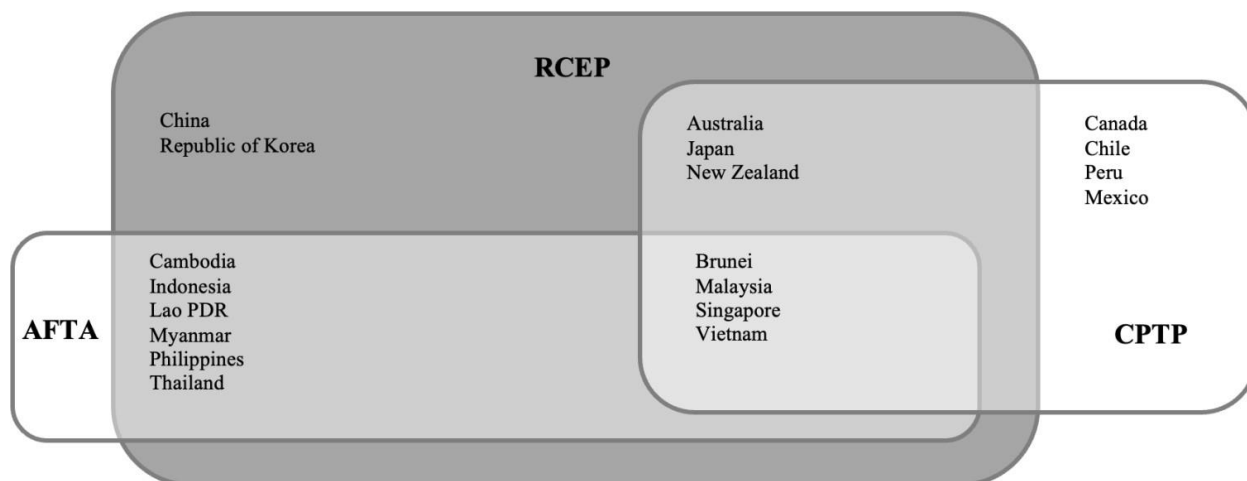 RCEP
China
Republic of Korea
Australia
Japan
New Zealand
Canada
Chile
Peru
Mexico
AFTA
Cambodia
Indonesia
Lao PDR
Myanmar
Philippines
Thailand
Brunei
Malaysia
Singapore
Vietnam
CPTP